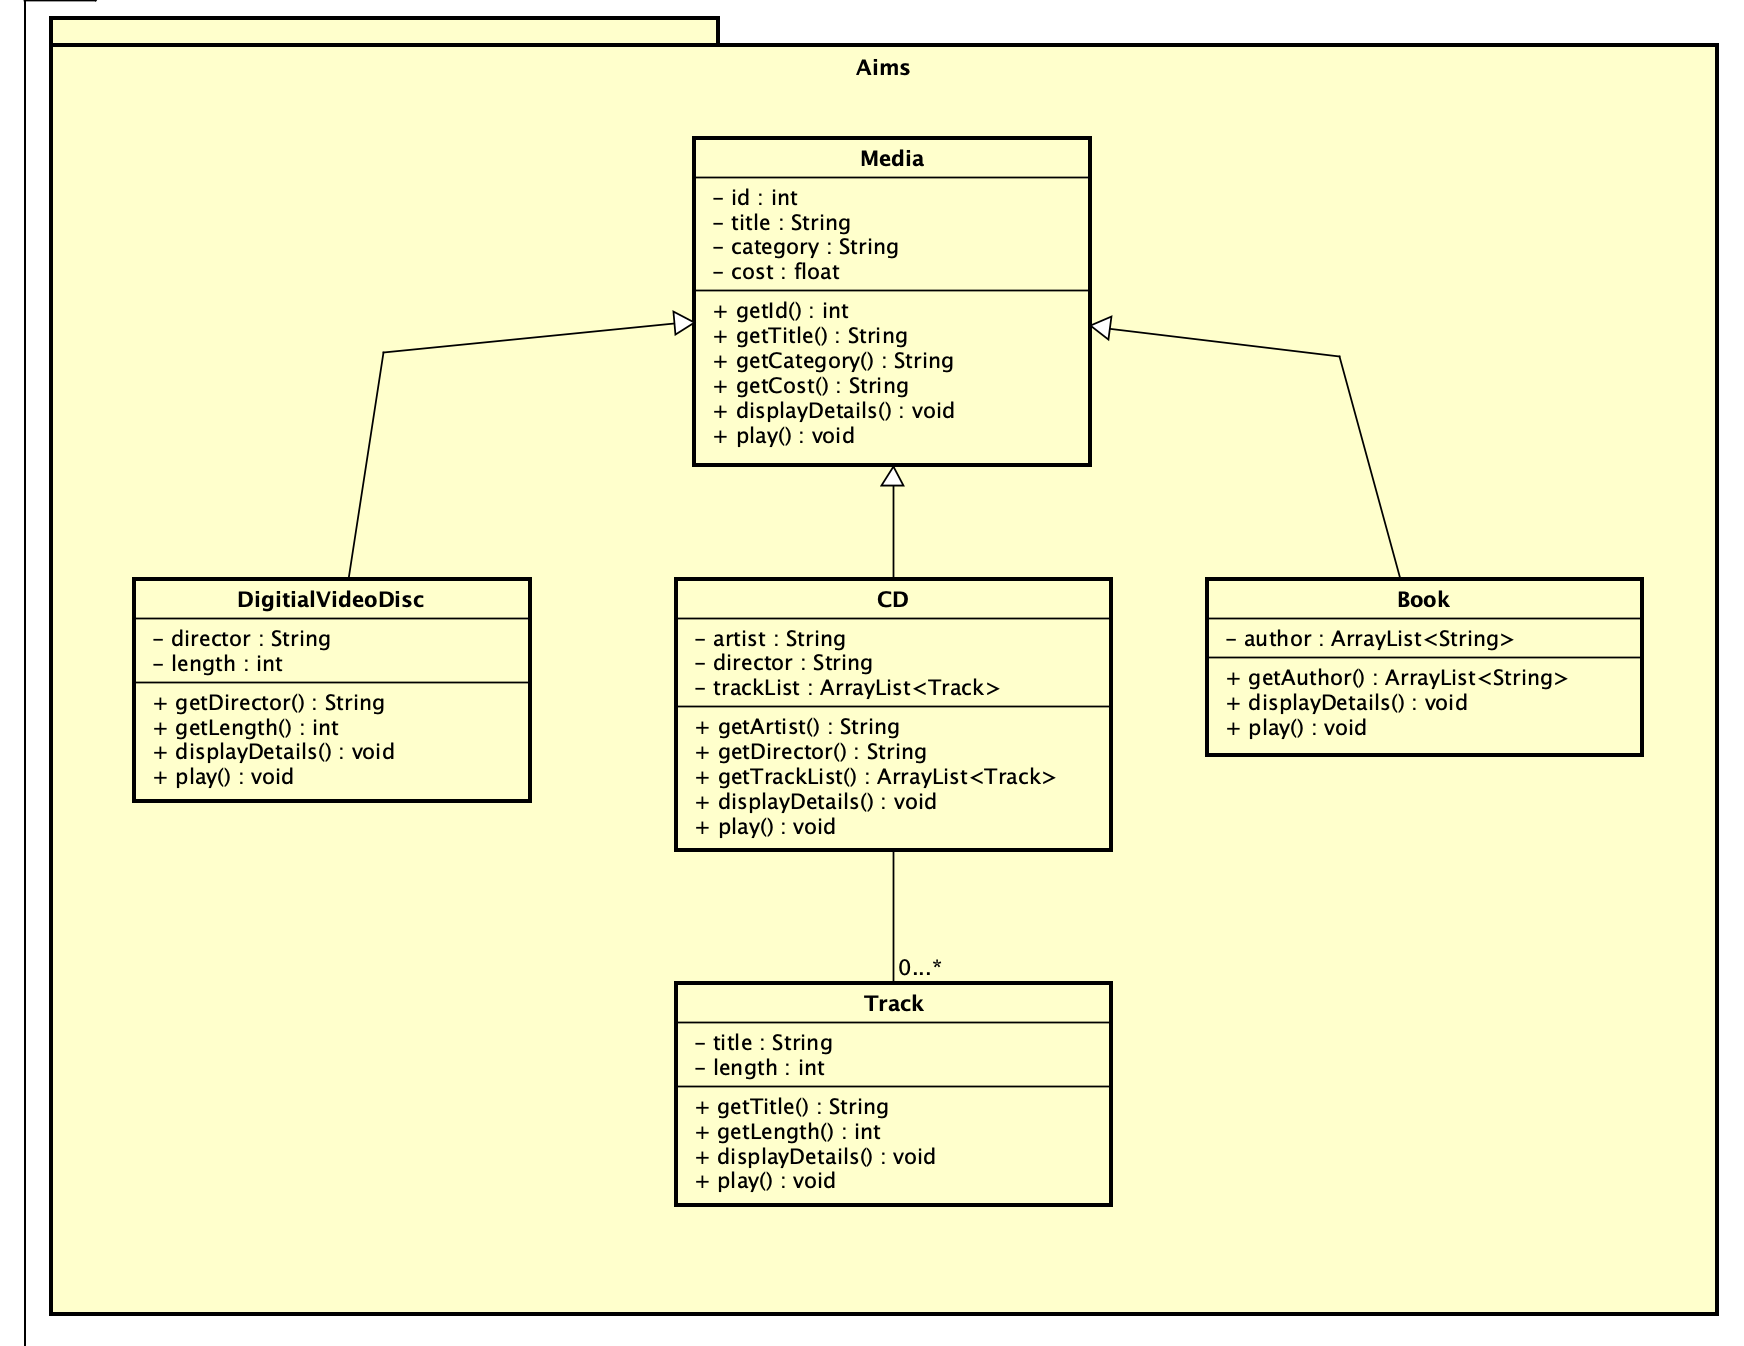 Aims
Media
- id : int
- title : String
- category : String
- cost : float
+ getId() : int
+ getTitle() : String
+ getCategory() : String
+ getCost() : String
+ displayDetails() : void
+ play() : void
DigitialVideoDisc
- director : String
- length : int
+ getDirector() : String
+ getLength() : int
+ displayDetails() : void
+ play() : void
CD
- artist : String
- director : String
- trackList : ArrayList<Track>
+ getArtist() : String
+ getDirector() : String
+ getTrackList() : ArrayList<Track>
+ displayDetails() : void
+ play() : void
Book
- author : ArrayList<String>
+ getAuthor() : ArrayList<String>
+ displayDetails() : void
+ play() : void
0...*
Track
- title : String
- length : int
+ getTitle() : String
+ getLength() : int
+ displayDetails() : void
+ play() : void